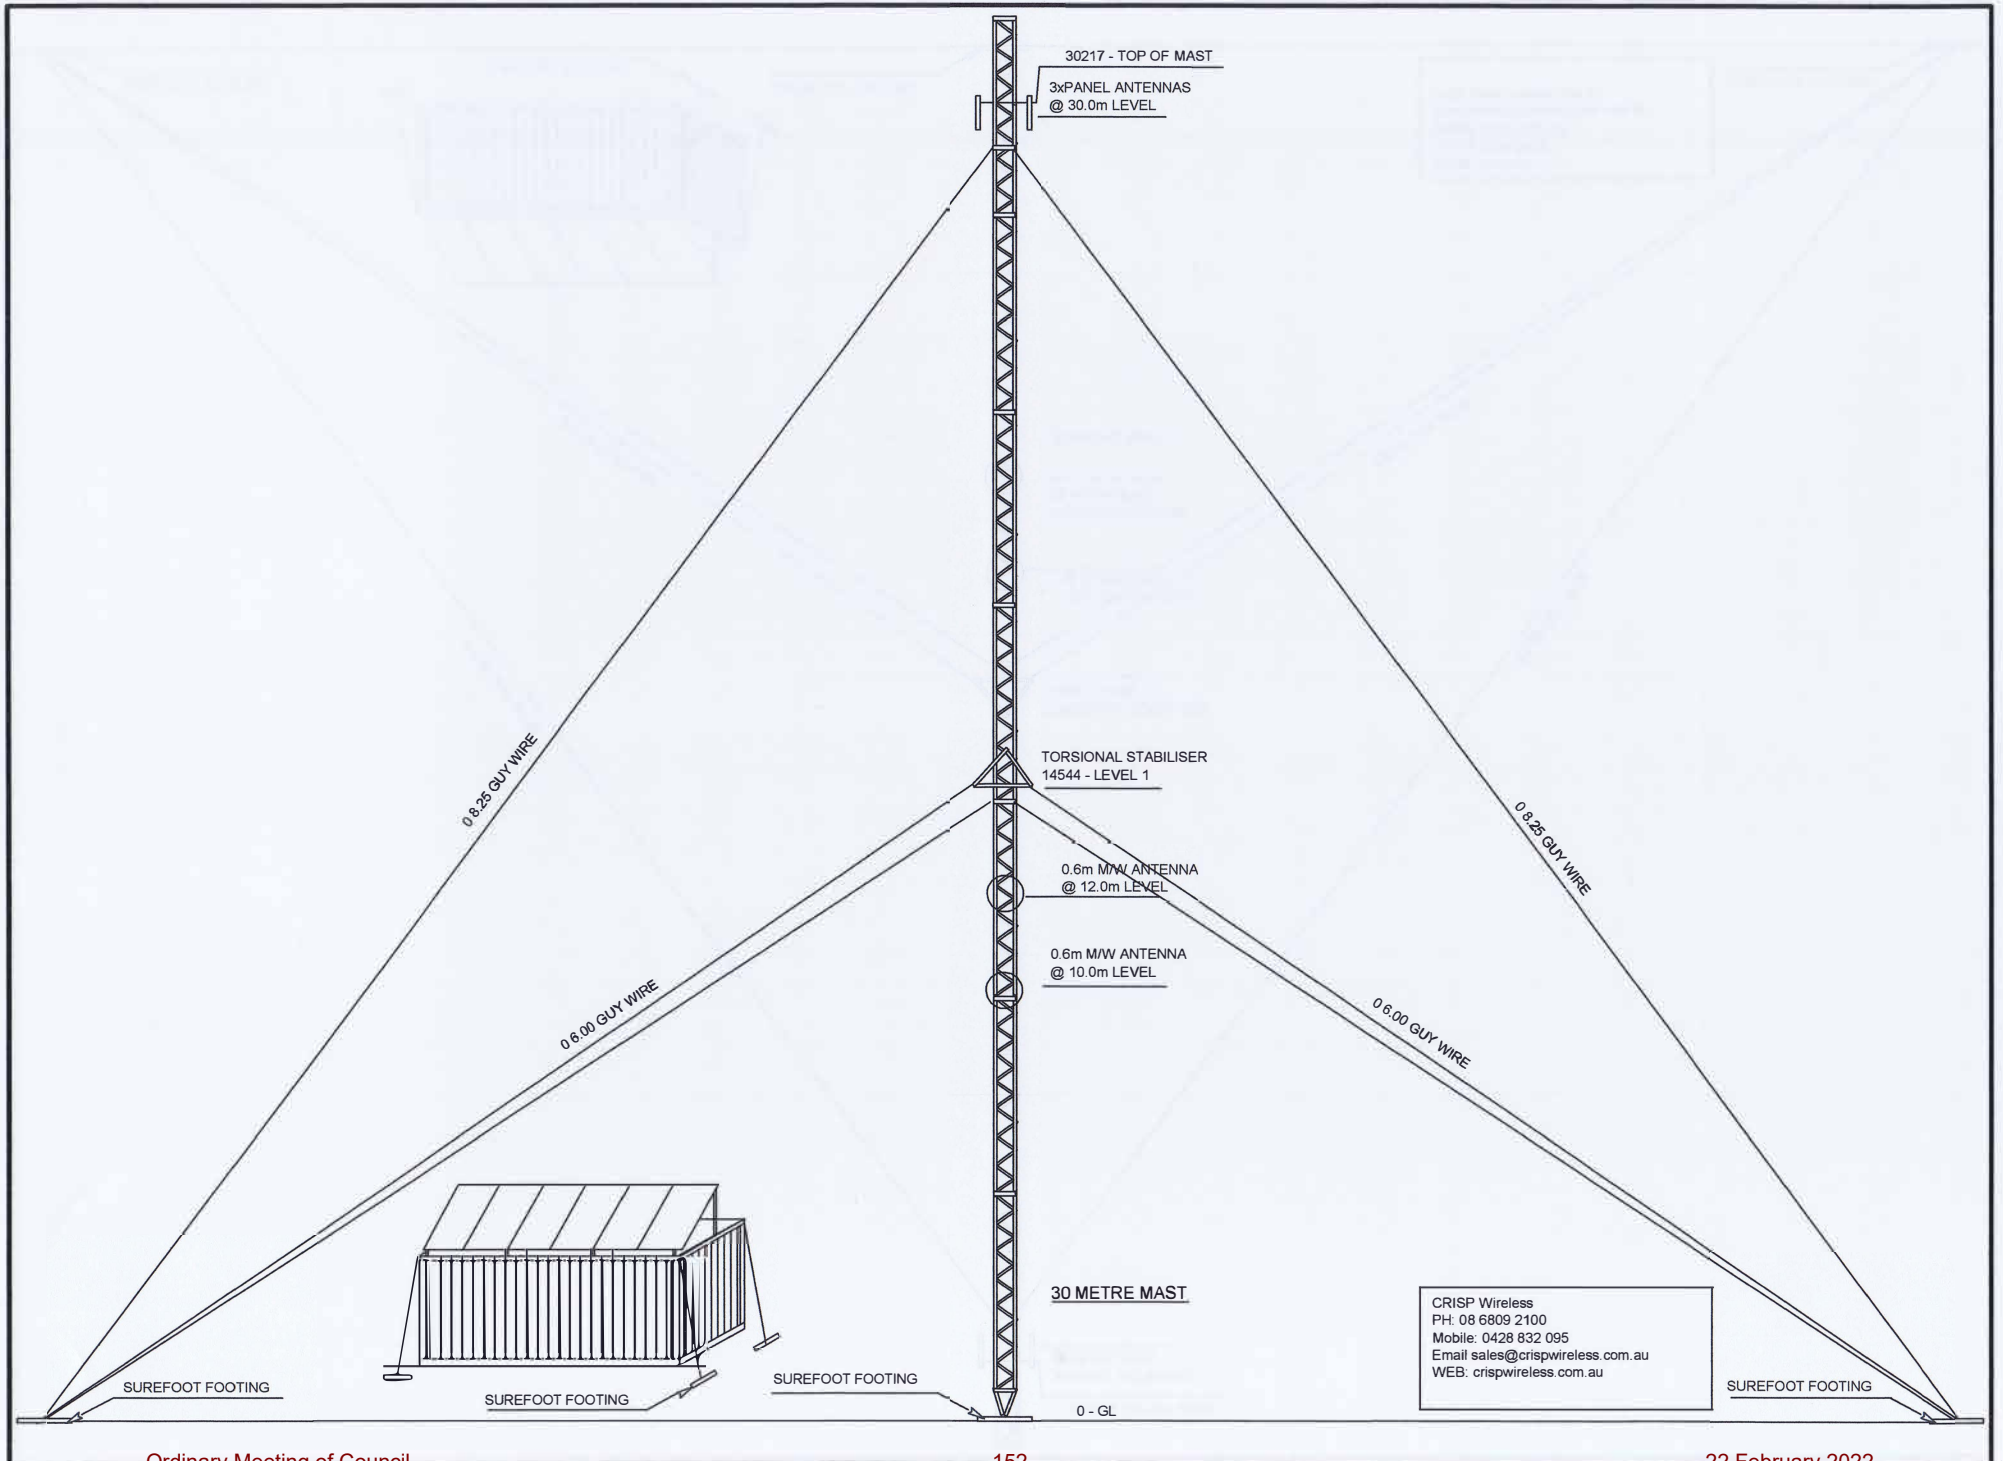 30217 - TOP OF MAST
3xPANEL ANTENNAS
@ 30.0m LEVEL
0 8.25 GUY WIRE
TORSIONAL STABILISER
14544 - LEVEL 1
0 8.25 GUY WIRE
0.6m M/W ANTENNA
@ 12.0m LEVEL
0.6m M/W ANTENNA
@ 10.0m LEVEL
0 6.00 GUY WIRE
0 6.00 GUY WIRE
30 METRE MAST
CRISP Wireless
PH: 08 6809 2100
Mobile: 0428 832 095
Email sales@crispwireless.com.au
WEB: crispwireless.com.au
SUREFOOT FOOTING
SUREFOOT FOOTING
SUREFOOT FOOTING
SUREFOOT FOOTING
0 - GL
Ordinary Meeting of Council
152
22 February 2022